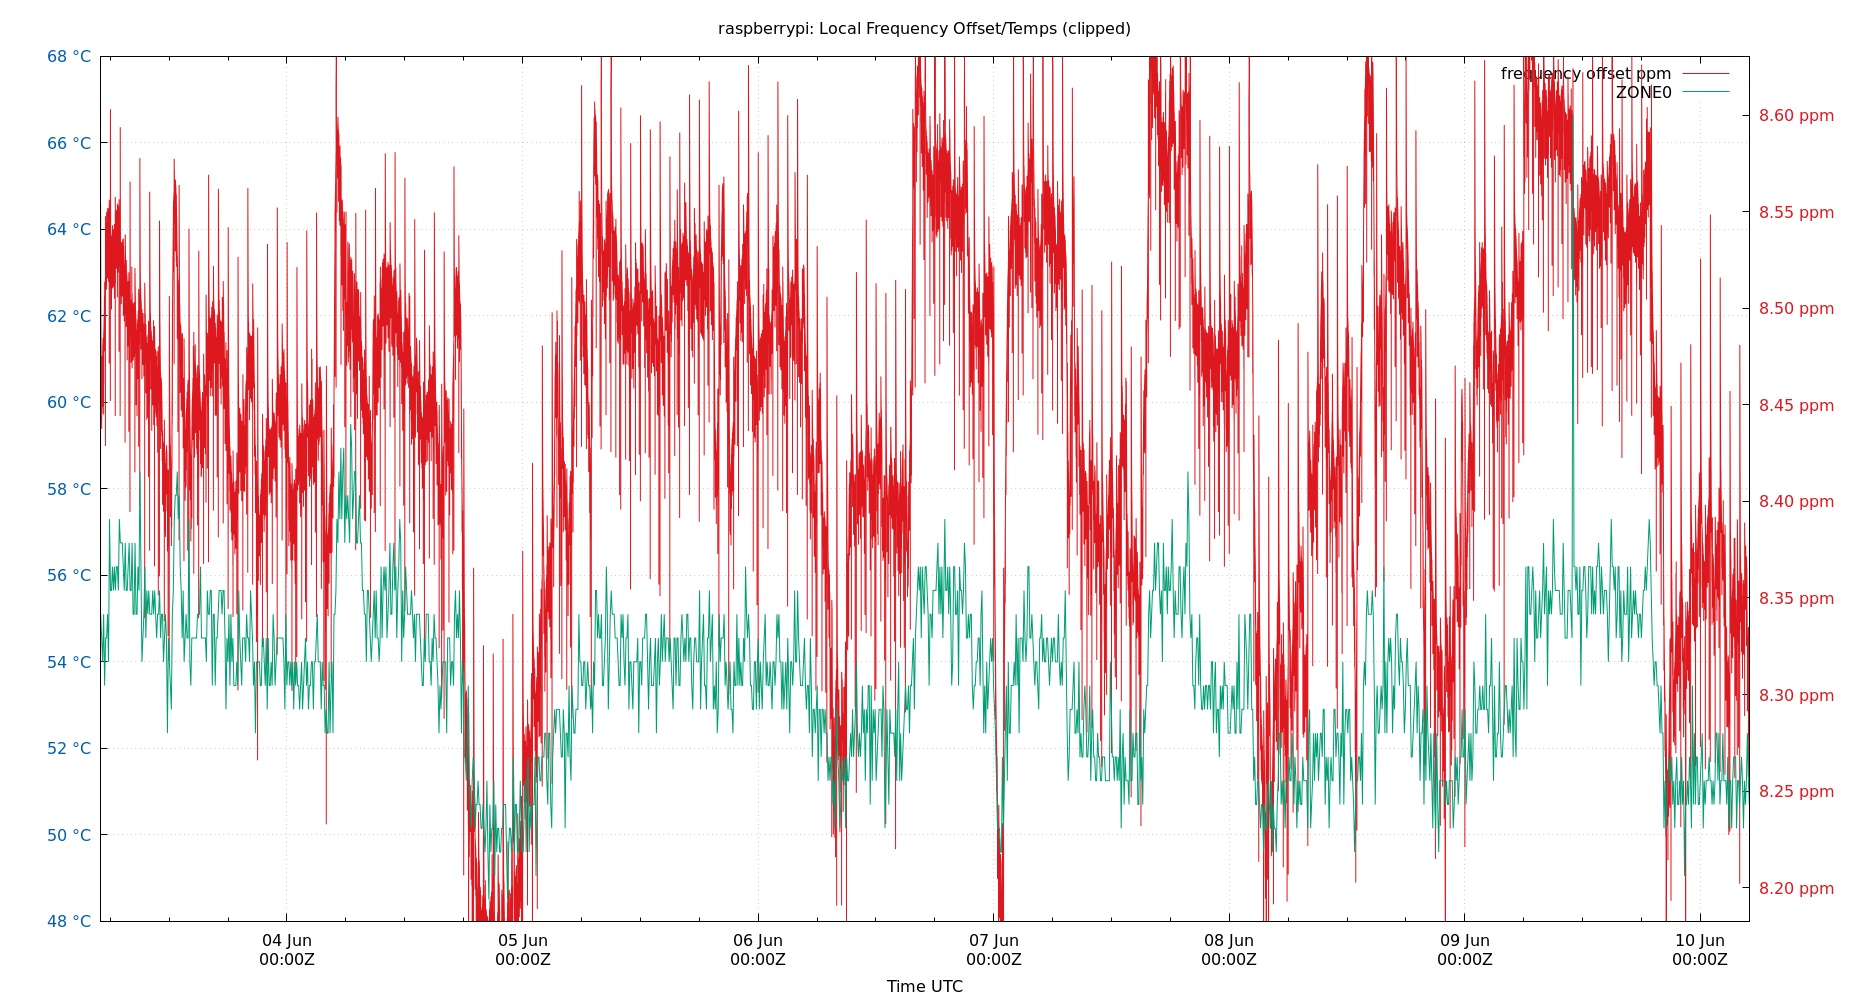 raspberrypi: Local Frequency Offset/Temps (clipped)
68 °C
66 °C
64 °C
62 °C
60 °C
58 °C
56 °C
54 °C
52 °C
50 °C
48 °C
frequency offset ppm
ZONE0
8.60 ppm
8.55 ppm
8.50 ppm
8.45 ppm
8.40 ppm
8.35 ppm
8.30 ppm
8.25 ppm
8.20 ppm
04 Jun
00:00Z
05 Jun
00:00Z
06 Jun
00:00Z
07 Jun
00:00Z
08 Jun
00:00Z
09 Jun
00:00Z
10 Jun
00:00Z
Time UTC